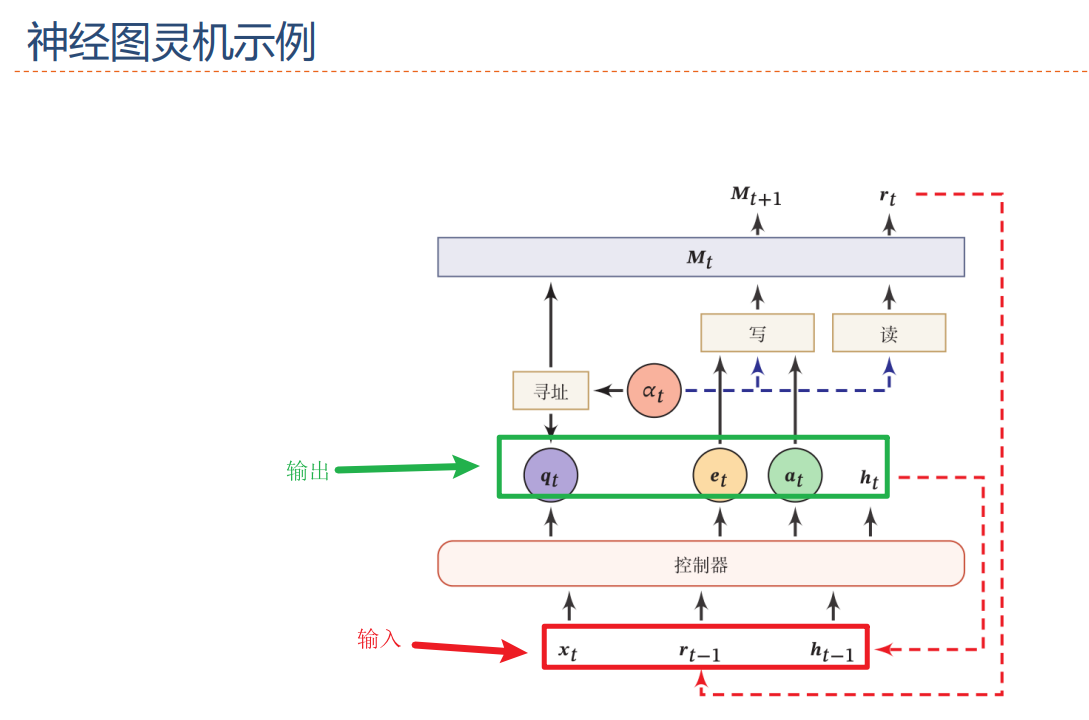 神经图灵机示例
M_{t+1} r_t
M_t
写 读
寻址 α_t
输出 q_t e_t a_t h_t
控制器
输入 x_t r_{t−1} h_{t−1}